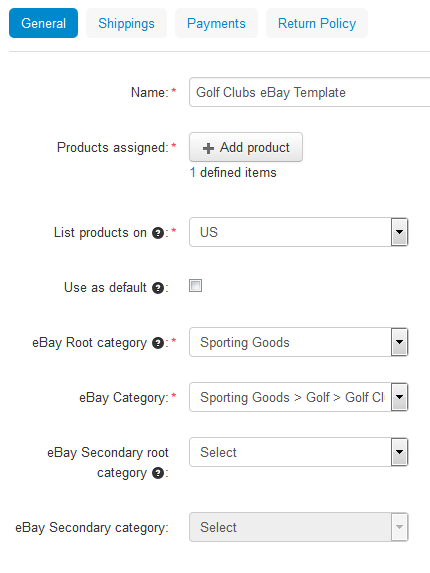 General Shippings Payments Return Policy
Name: * Golf Clubs eBay Template
Products assigned: * + Add product
1 defined items
List products on ?: * US
Use as default ?:
eBay Root category ?: * Sporting Goods
eBay Category: * Sporting Goods > Golf > Golf Cl
eBay Secondary root Select
category ?:
eBay Secondary category: Select